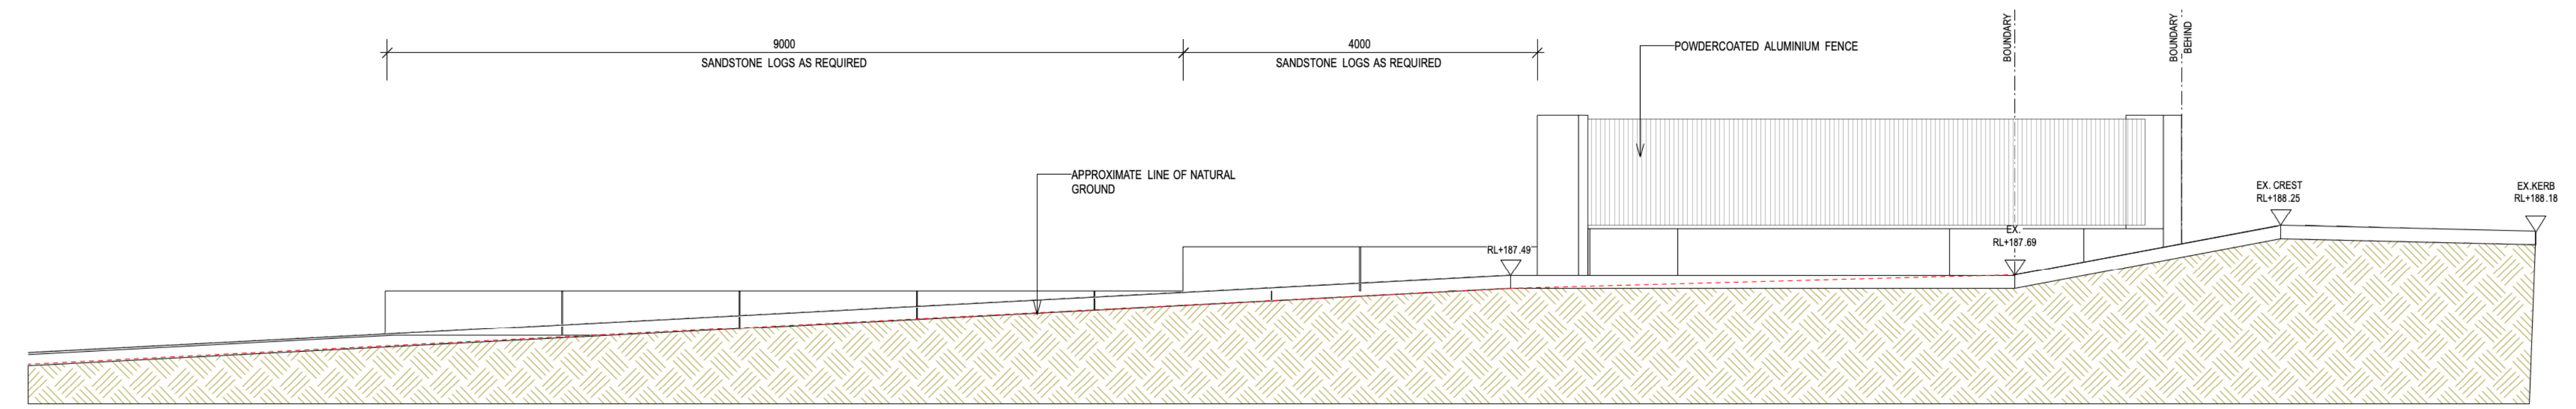 9000
SANDSTONE LOGS AS REQUIRED
4000
SANDSTONE LOGS AS REQUIRED
POWDERCOATED ALUMINIUM FENCE
BOUNDARY
BOUNDARY
BEHIND
APPROXIMATE LINE OF NATURAL
GROUND
RL+187.49
EX.
RL+187.69
EX. CREST
RL+188.25
EX.KERB
RL+188.18